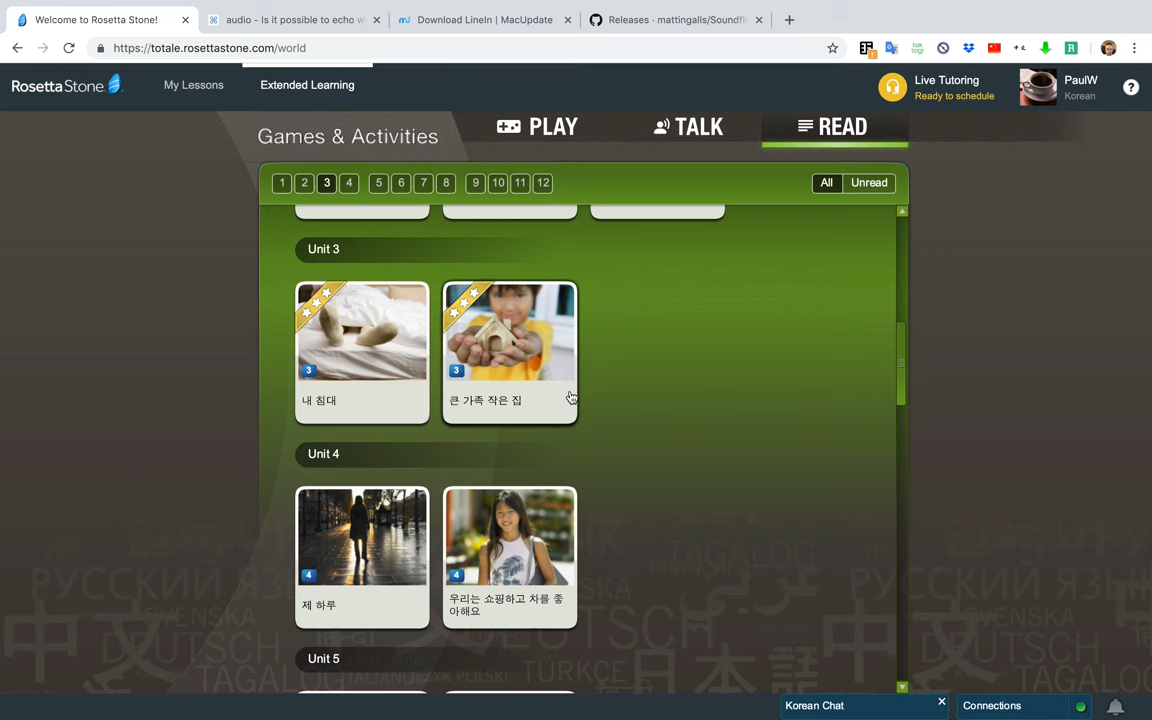 Welcome to Rosetta Stone!
audio - Is it possible to echo w
Download LineIn | MacUpdate
Releases · mattingalls/Soundfl
https://totale.rosettastone.com/world
RosettaStone
My Lessons
Extended Learning
Live Tutoring
Ready to schedule
PaulW
Korean
?
Games & Activities
PLAY
TALK
READ
1 2 3 4 5 6 7 8 9 10 11 12
All
Unread
Unit 3
3
내 침대
3
큰 가족 작은 집
Unit 4
4
제 하루
4
우리는 쇼핑하고 차를 좋
아해요
Unit 5
Korean Chat
Connections